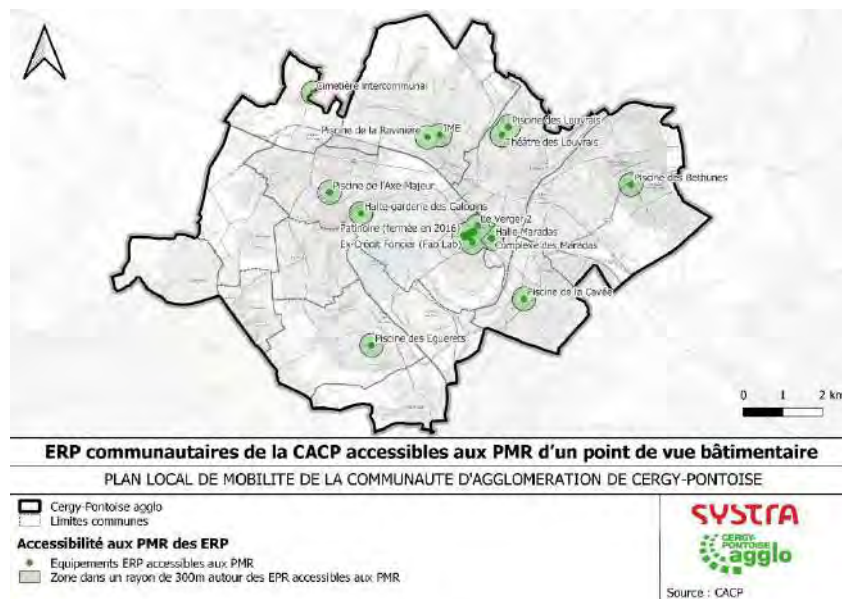 Cimetière Intercommunal
Piscine des Louvrais
Piscine de la Ravinière
IME
Théâtre des Louvrais
Piscine des Bethunes
Piscine de l'Axe Majeur
Halte-garderie des Galopins
Le Verger 2
Patinoire (fermée en 2016)
Halle Maradas
Ex-Crédit Foncier (Fab Lab)
Complexe des Maradas
Piscine de la Cavée
Piscine des Eguerets
0 1 2 km
ERP communautaires de la CACP accessibles aux PMR d'un point de vue bâtimentaire
PLAN LOCAL DE MOBILITE DE LA COMMUNAUTE D'AGGLOMERATION DE CERGY-PONTOISE
Cergy-Pontoise agglo
Limites communes
Accessibilité aux PMR des ERP
Equipements ERP accessibles aux PMR
Zone dans un rayon de 300m autour des EPR accessibles aux PMR
SYSTRA
CERGY-
PONTOISE
agglo
Source : CACP